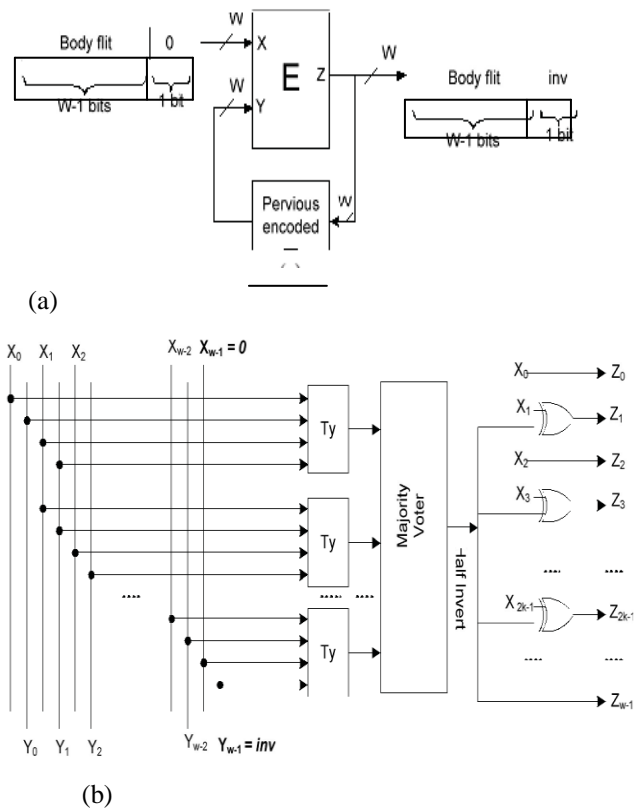 Body flit 0
W
X
E
Z
W
W
Y
W-1 bits
1 bit
Body flit inv
W-1 bits
1 bit
W
Pervious
encoded
(a)
X0 X1 X2 Xw-2 Xw-1 = 0
Ty
Ty
Ty
.....
..... ....
Majority
Voter
Half Invert
X0 Z0
X1 Z1
X2 Z2
X3 Z3
.... ....
X2k-1 Z2k-1
.... ....
Zw-1
Y0 Y1 Y2 Yw-2 Yw-1 = inv
(b)